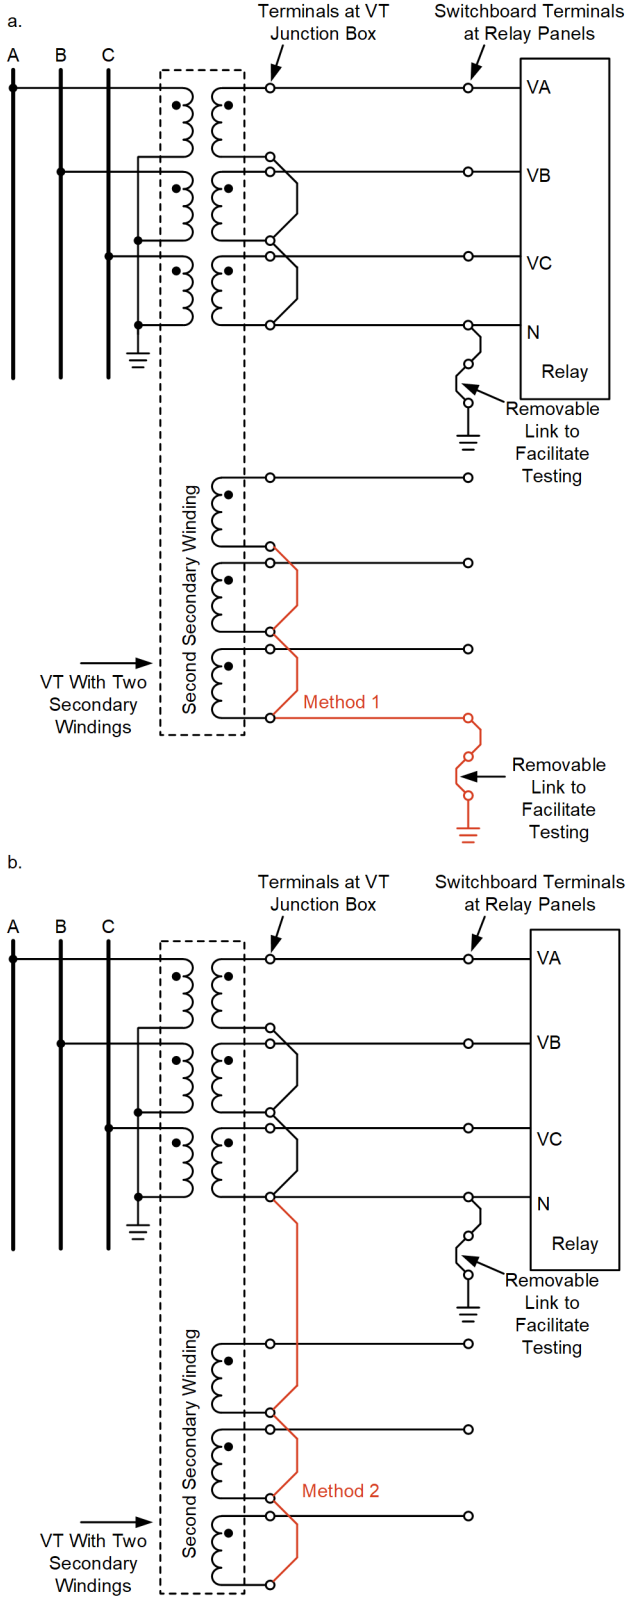 a.
Terminals at VT
Junction Box
Switchboard Terminals
at Relay Panels
A
B
C
VA
VB
VC
N
Relay
Removable
Link to
Facilitate
Testing
Second Secondary Winding
VT With Two
Secondary
Windings
Method 1
Removable
Link to
Facilitate
Testing
b.
Terminals at VT
Junction Box
Switchboard Terminals
at Relay Panels
A
B
C
VA
VB
VC
N
Relay
Removable
Link to
Facilitate
Testing
Second Secondary Winding
Method 2
VT With Two
Secondary
Windings